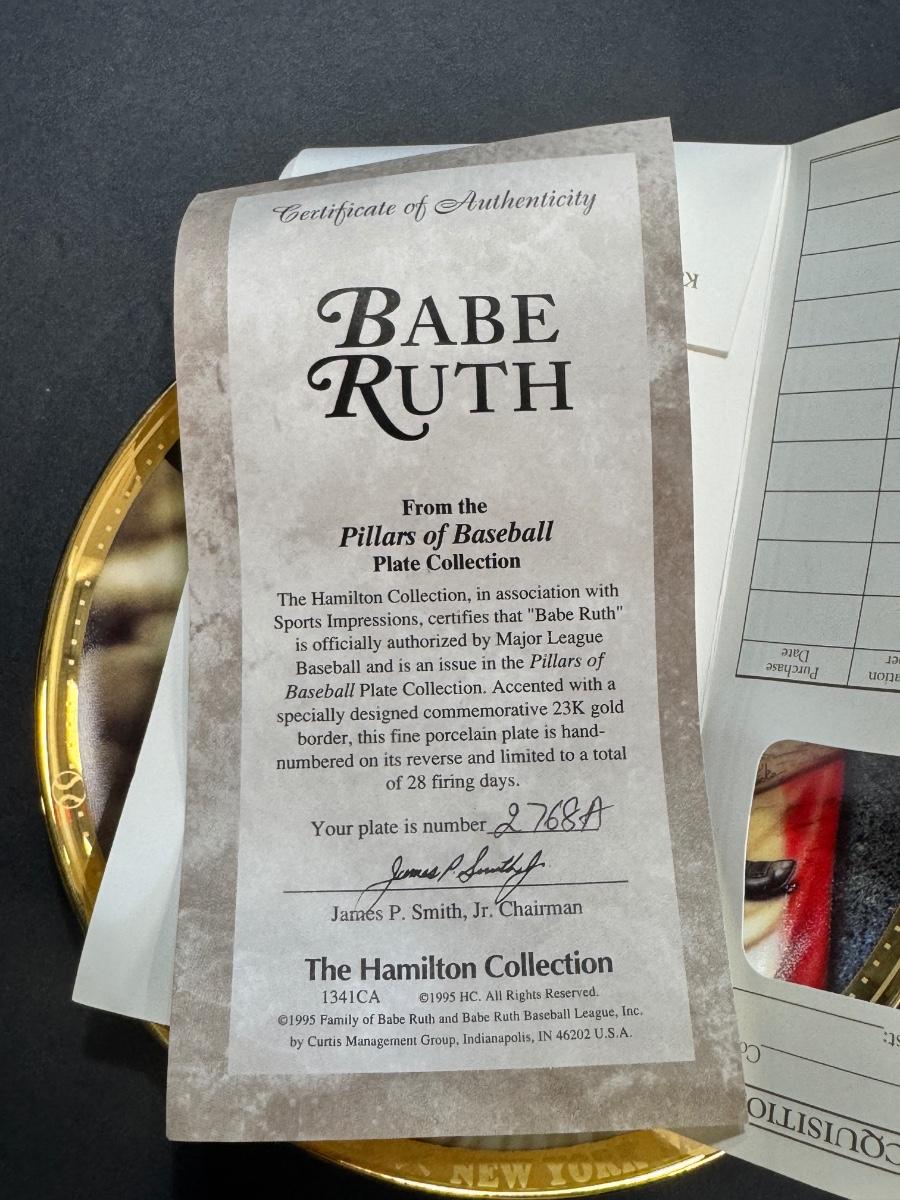 Certificate of Authenticity
BABE
RUTH
From the
Pillars of Baseball
Plate Collection
The Hamilton Collection, in association with
Sports Impressions, certifies that "Babe Ruth"
is officially authorized by Major League
Baseball and is an issue in the Pillars of
Baseball Plate Collection. Accented with a
specially designed commemorative 23K gold
border, this fine porcelain plate is hand-
numbered on its reverse and limited to a total
of 28 firing days.
Your plate is number 2768A
James P. Smith, Jr.
James P. Smith, Jr. Chairman
The Hamilton Collection
1341CA ©1995 HC. All Rights Reserved.
©1995 Family of Babe Ruth and Babe Ruth Baseball League, Inc.
by Curtis Management Group, Indianapolis, IN 46202 U.S.A.
Purchase
Date
NEW YORK